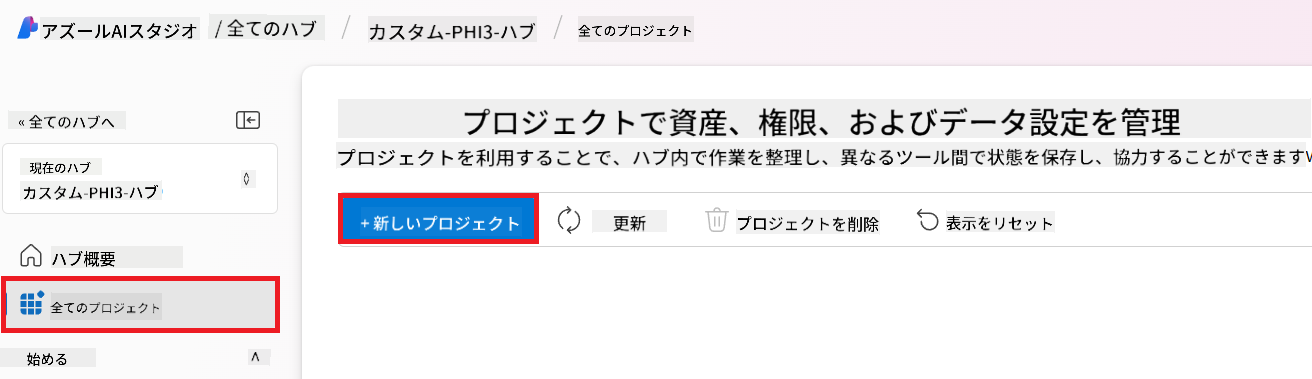 アズールAIスタジオ / 全てのハブ / カスタム-PHI3-ハブ / 全てのプロジェクト
« 全てのハブへ
現在のハブ
カスタム-PHI3-ハブ
ハブ概要
全てのプロジェクト
始める
プロジェクトで資産、権限、およびデータ設定を管理
プロジェクトを利用することで、ハブ内で作業を整理し、異なるツール間で状態を保存し、協力することができます
+ 新しいプロジェクト 更新 プロジェクトを削除 表示をリセット